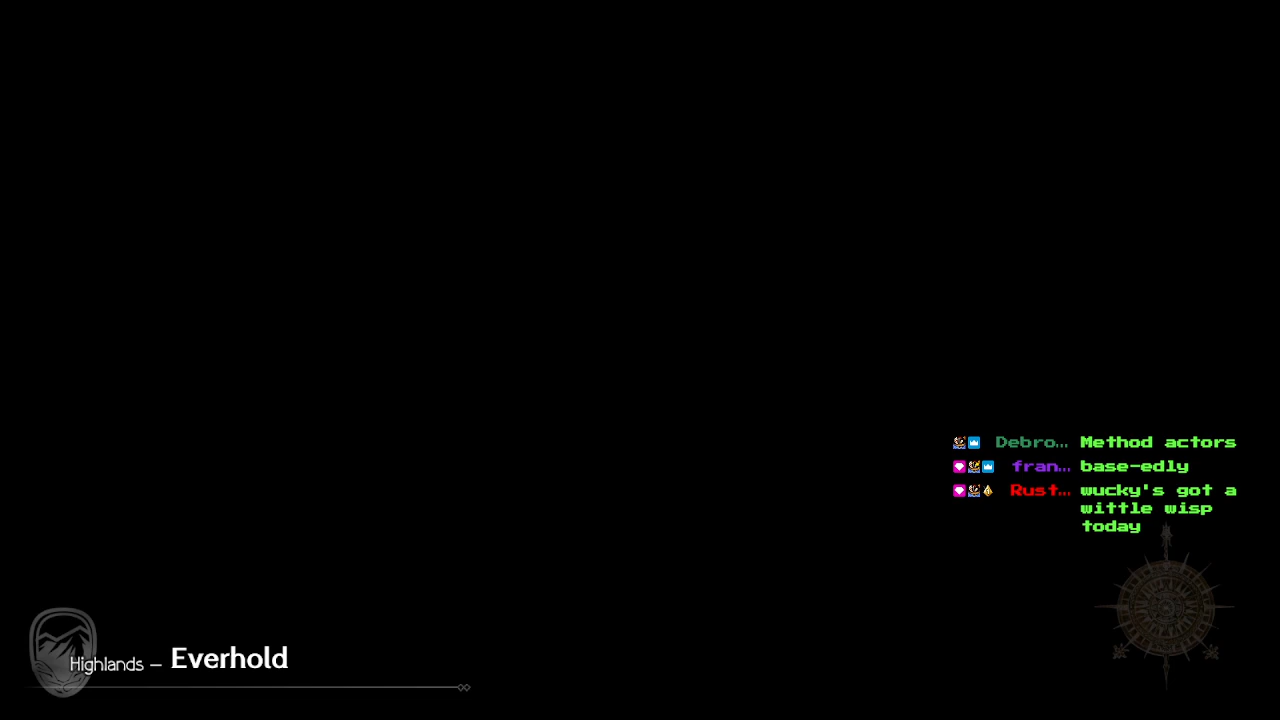 Debro... Method actors
fran... base-edly
Rust... wucky's got a
wittle wisp
today
Highlands – Everhold